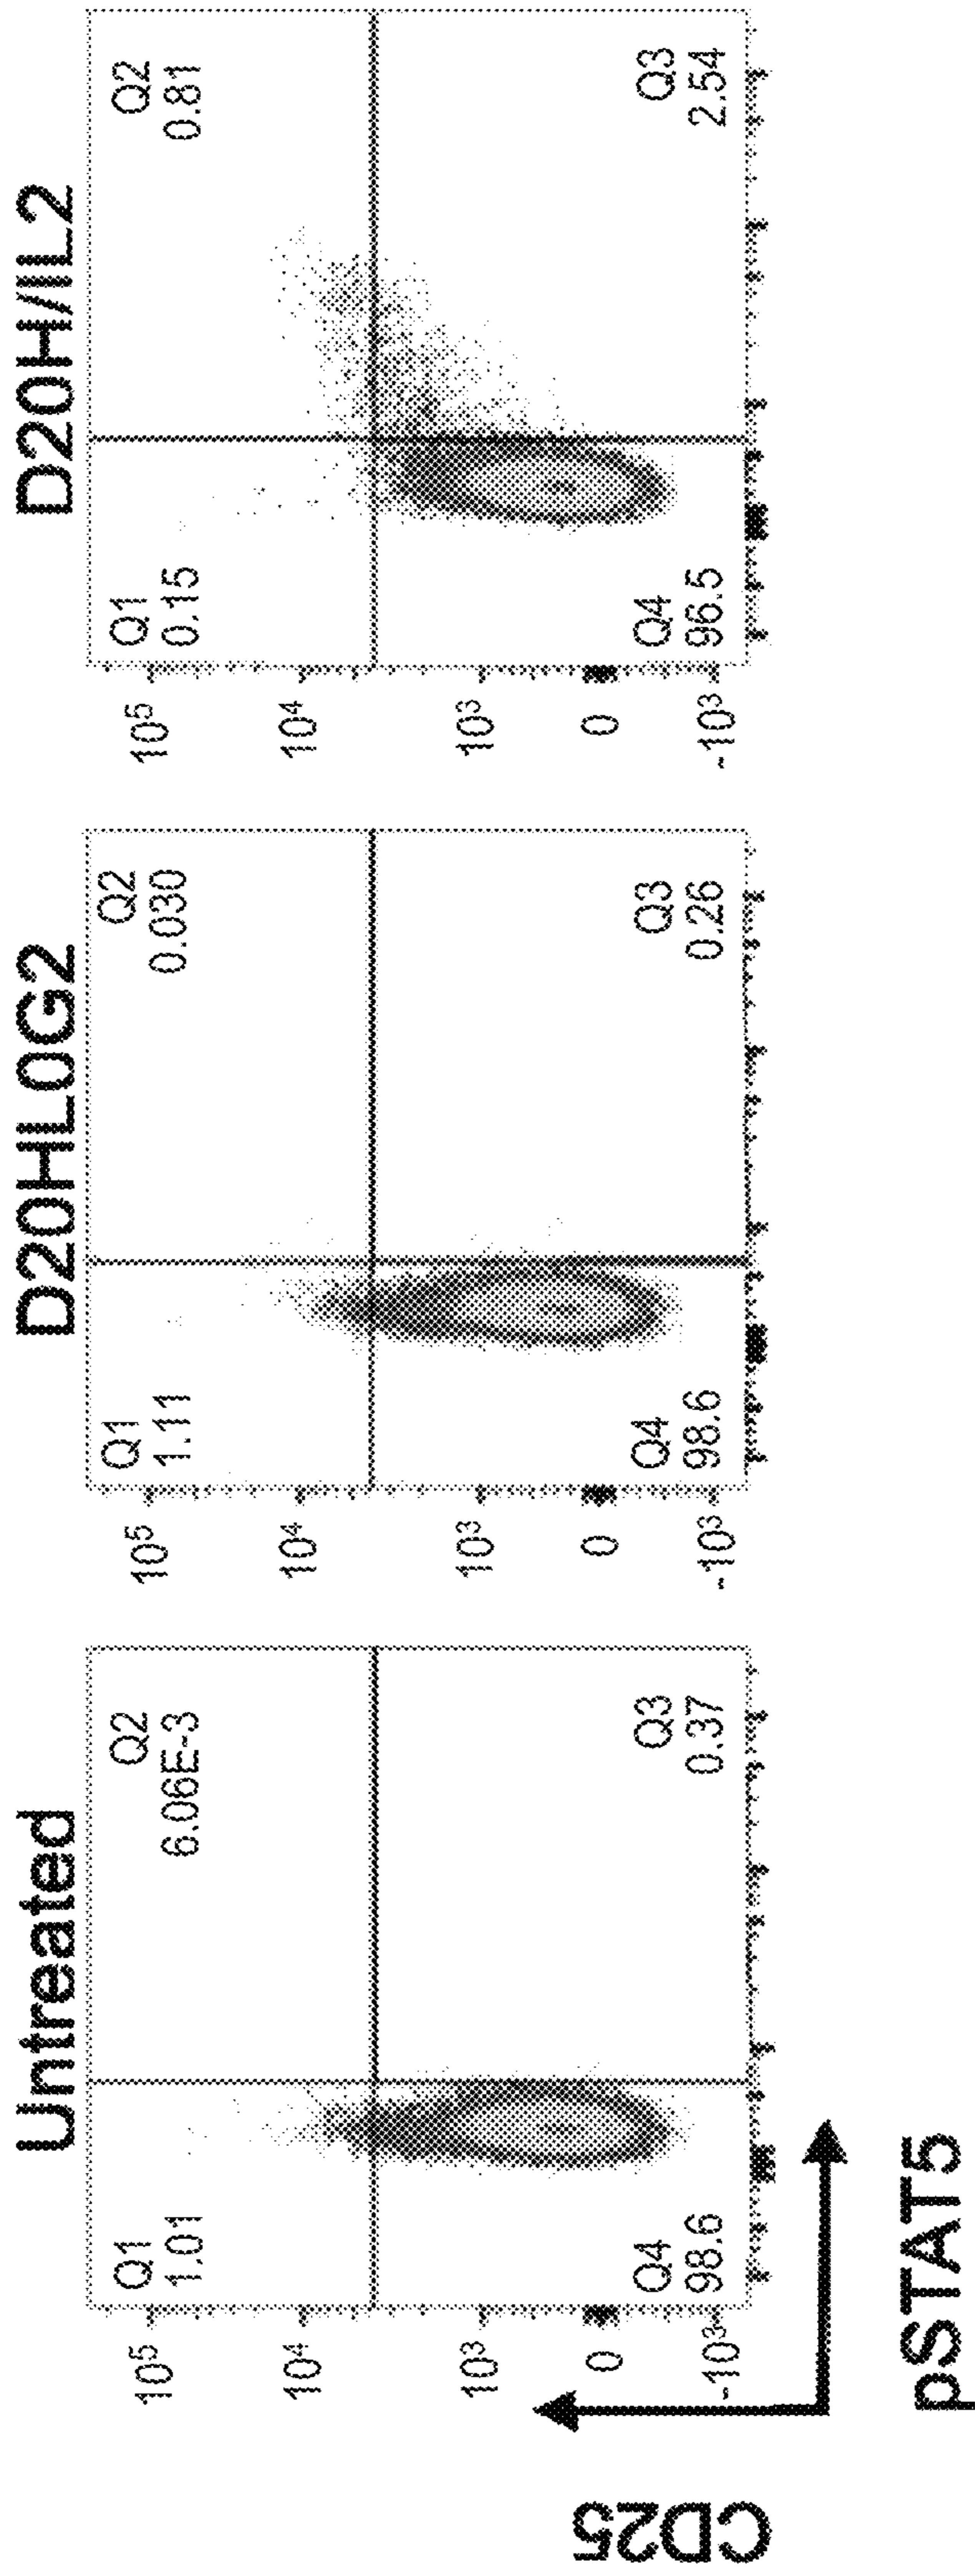 Untreated
Q1
1.01
Q2
6.06E-3
Q4
98.6
Q3
0.37
10⁵
10⁴
10³
0
-10³
D20HL0G2
Q1
1.11
Q2
0.030
Q4
98.6
Q3
0.26
10⁵
10⁴
10³
0
-10³
D20H/IL2
Q1
0.15
Q2
0.81
Q4
96.5
Q3
2.54
10⁵
10⁴
10³
0
-10³
CD25
pSTAT5